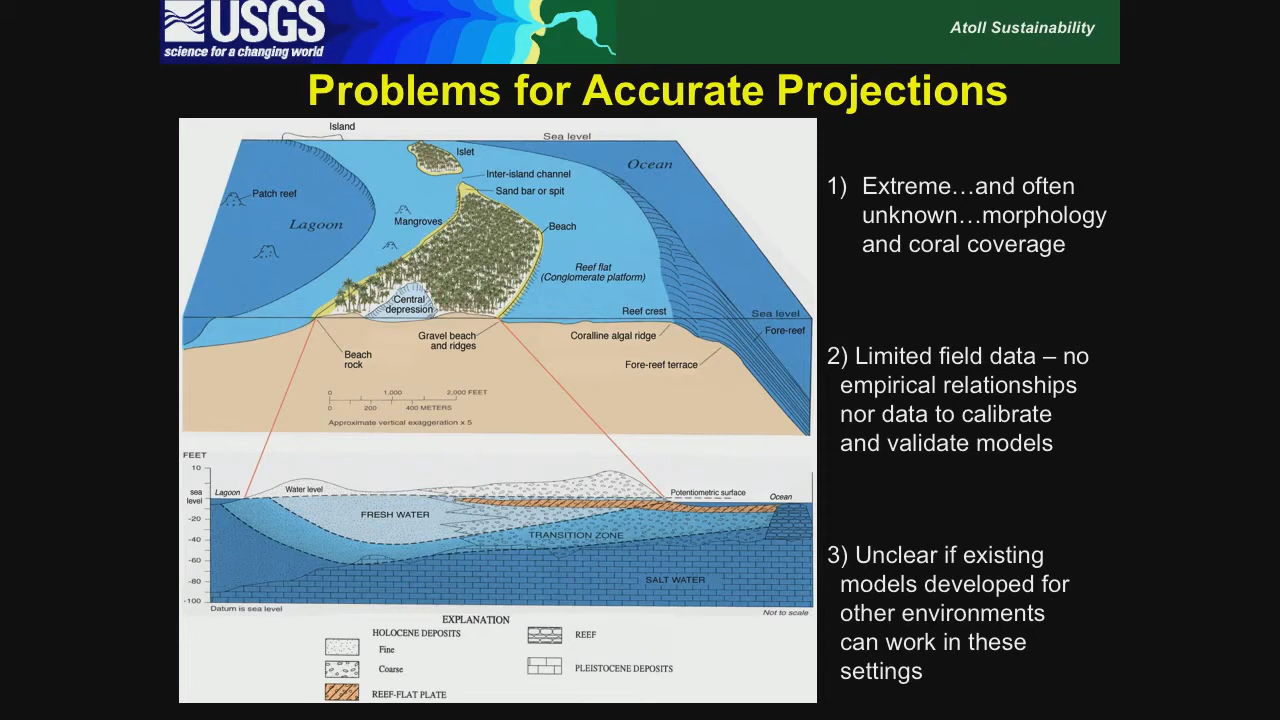 USGS
science for a changing world
Atoll Sustainability
Problems for Accurate Projections
Island
Sea level
Islet
Ocean
Inter-island channel
Patch reef
Sand bar or spit
Lagoon
Mangroves
Beach
Reef flat
(Conglomerate platform)
Central
depression
Reef crest
Sea level
Gravel beach
and ridges
Coralline algal ridge
Fore-reef
Beach
rock
Fore-reef terrace
0 1,000 2,000 FEET
0 200 400 METERS
Approximate vertical exaggeration x 5
FEET
10
sea
level
-20
-40
-60
-80
-100
Lagoon
Water level
Potentiometric surface
Ocean
FRESH WATER
TRANSITION ZONE
SALT WATER
Datum is sea level
Not to scale
EXPLANATION
HOLOCENE DEPOSITS
Fine
Coarse
REEF-FLAT PLATE
REEF
PLEISTOCENE DEPOSITS
1) Extreme…and often
unknown…morphology
and coral coverage
2) Limited field data – no
empirical relationships
nor data to calibrate
and validate models
3) Unclear if existing
models developed for
other environments
can work in these
settings